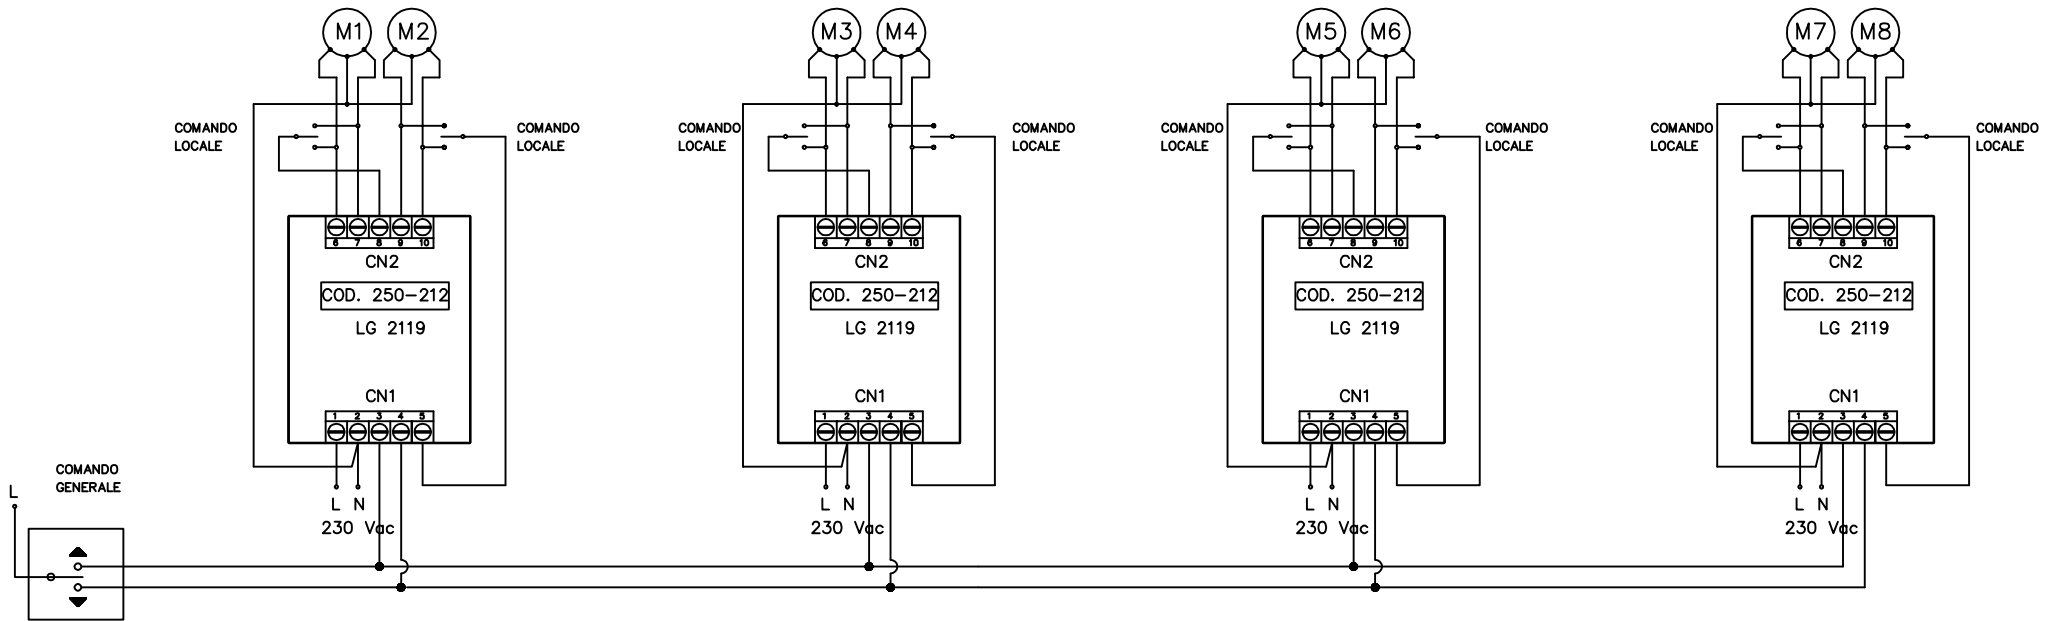 M1 M2 M3 M4 M5 M6 M7 M8
COMANDO LOCALE COMANDO LOCALE COMANDO LOCALE COMANDO LOCALE COMANDO LOCALE COMANDO LOCALE COMANDO LOCALE COMANDO LOCALE
6 7 8 9 10 6 7 8 9 10 6 7 8 9 10 6 7 8 9 10
CN2 CN2 CN2 CN2
COD. 250-212 COD. 250-212 COD. 250-212 COD. 250-212
LG 2119 LG 2119 LG 2119 LG 2119
CN1 CN1 CN1 CN1
1 2 3 4 5 1 2 3 4 5 1 2 3 4 5 1 2 3 4 5
COMANDO
GENERALE
L
L N L N L N L N
230 Vac 230 Vac 230 Vac 230 Vac